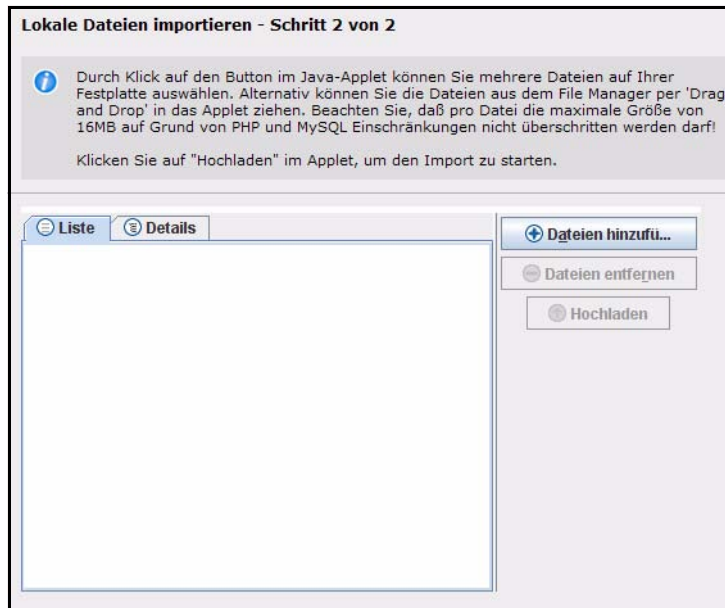 Lokale Dateien importieren - Schritt 2 von 2
Durch Klick auf den Button im Java-Applet können Sie mehrere Dateien auf Ihrer
Festplatte auswählen. Alternativ können Sie die Dateien aus dem File Manager per 'Drag
and Drop' in das Applet ziehen. Beachten Sie, daß pro Datei die maximale Größe von
16MB auf Grund von PHP und MySQL Einschränkungen nicht überschritten werden darf!
Klicken Sie auf "Hochladen" im Applet, um den Import zu starten.
Liste
Details
Dateien hinzufü...
Dateien entfernen
Hochladen